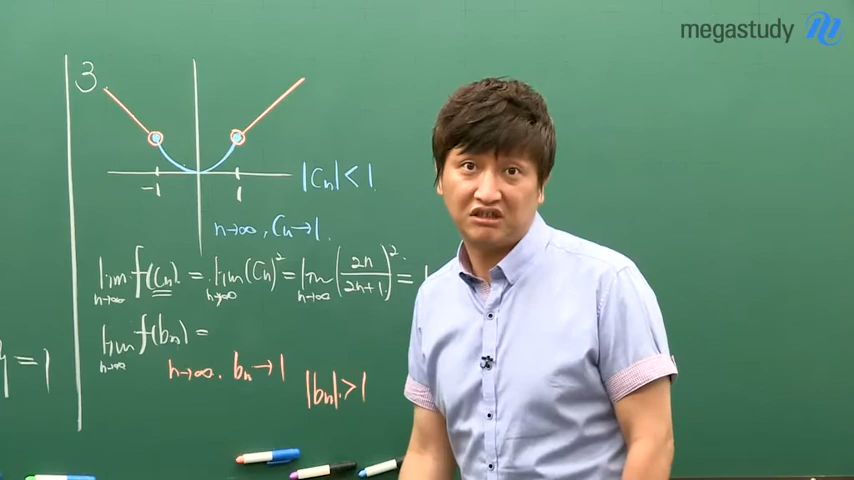 megastudy
3
-1 1
|Cn| < 1
n→∞, Cn→1.
lim n→∞ f(Cn) = lim n→∞ (Cn)² = lim n→∞ (2n/2n+1)² =
lim n→∞ f(bn) =
n→∞. bn→1
|bn| > 1
= 1